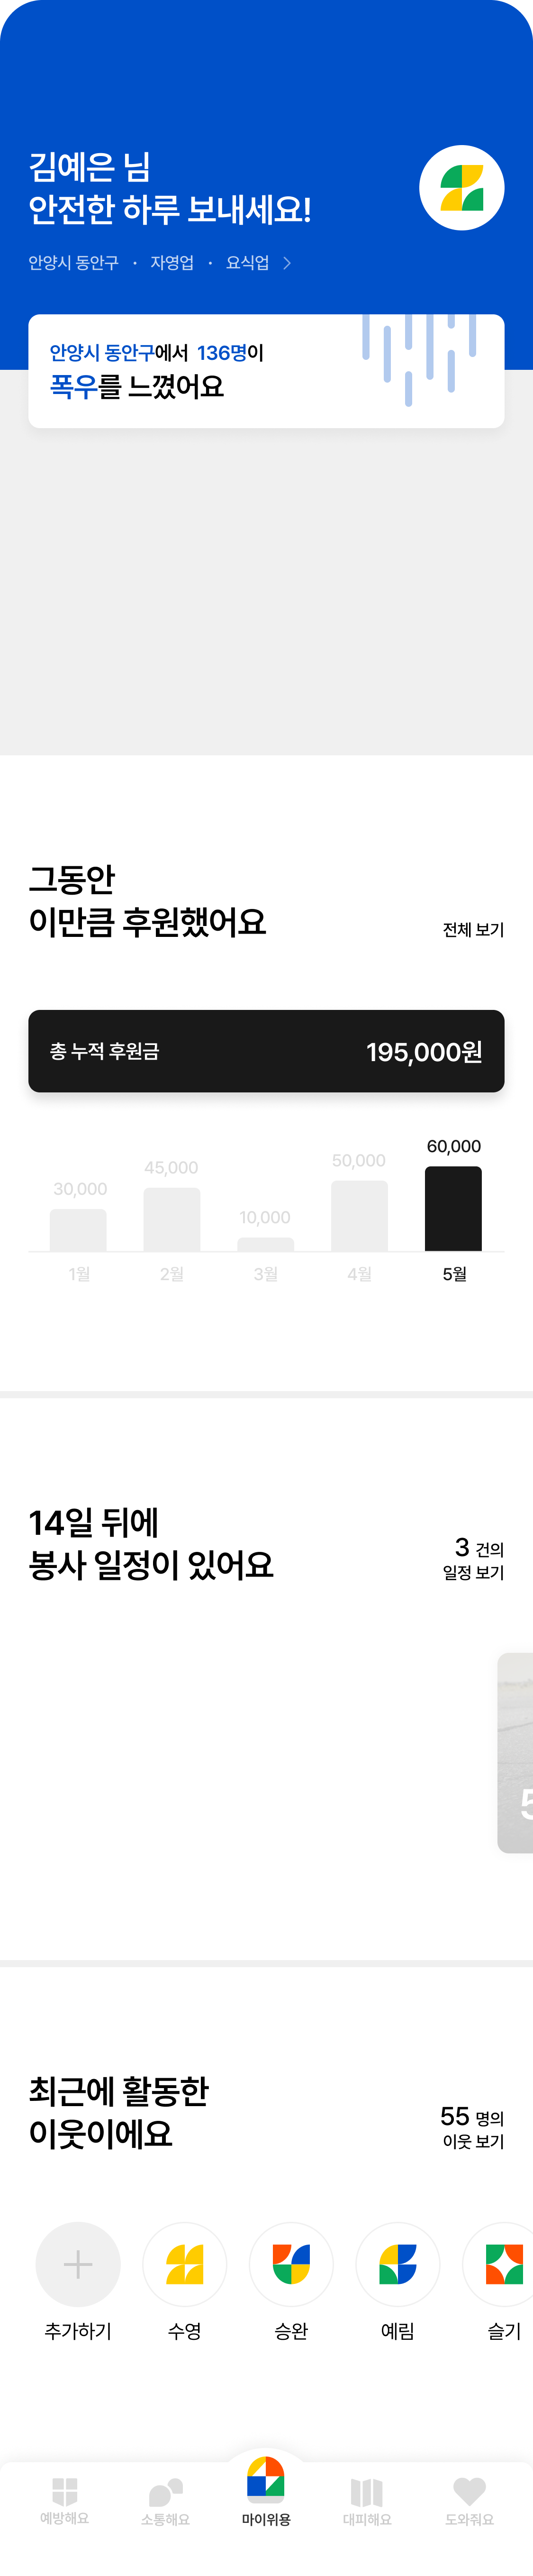 김예은 님
안전한 하루 보내세요!
안양시 동안구 · 자영업 · 요식업 >
안양시 동안구에서 136명이
폭우를 느꼈어요
그동안
이만큼 후원했어요
전체 보기
총 누적 후원금 195,000원
30,000 45,000 10,000 50,000 60,000
1월 2월 3월 4월 5월
14일 뒤에
봉사 일정이 있어요
3 건의
일정 보기
5
최근에 활동한
이웃이에요
55 명의
이웃 보기
추가하기 수영 승완 예림 슬기
예방해요 소통해요 마이위용 대피해요 도와줘요